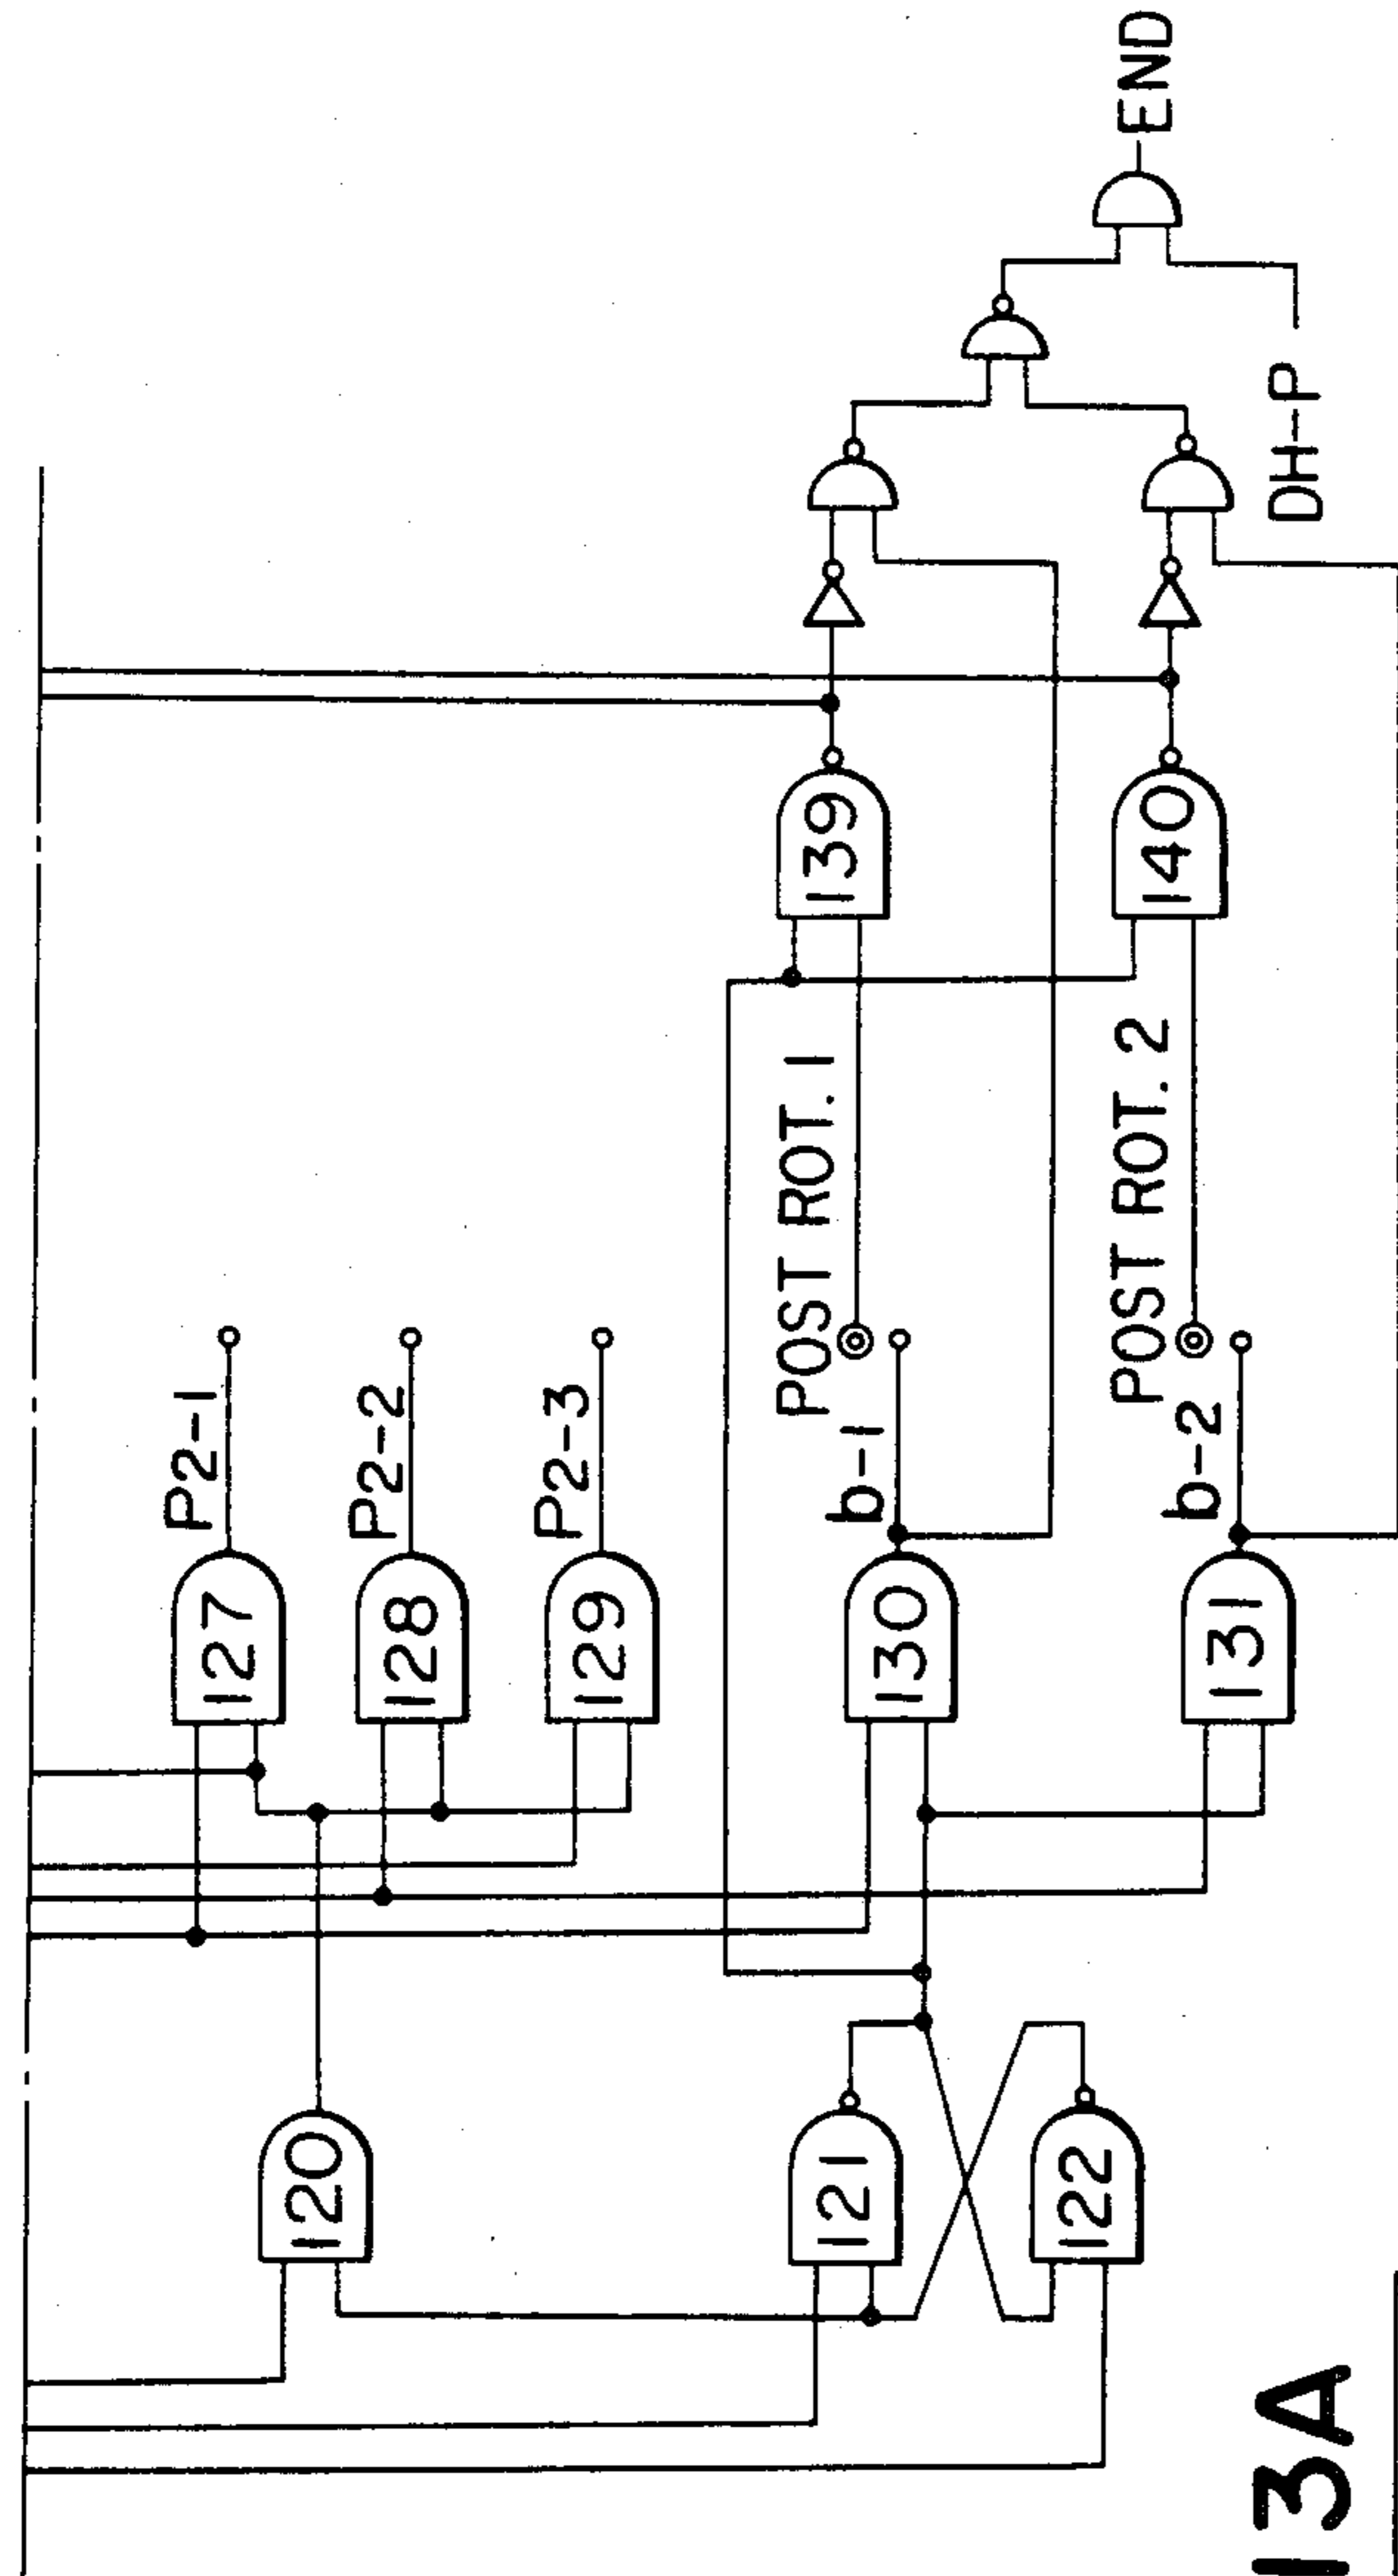 P2-1
P2-2
P2-3
127
128
129
120
POST ROT. 1
b-1
130
139
121
POST ROT. 2
b-2
131
140
122
END
DH-P
13A